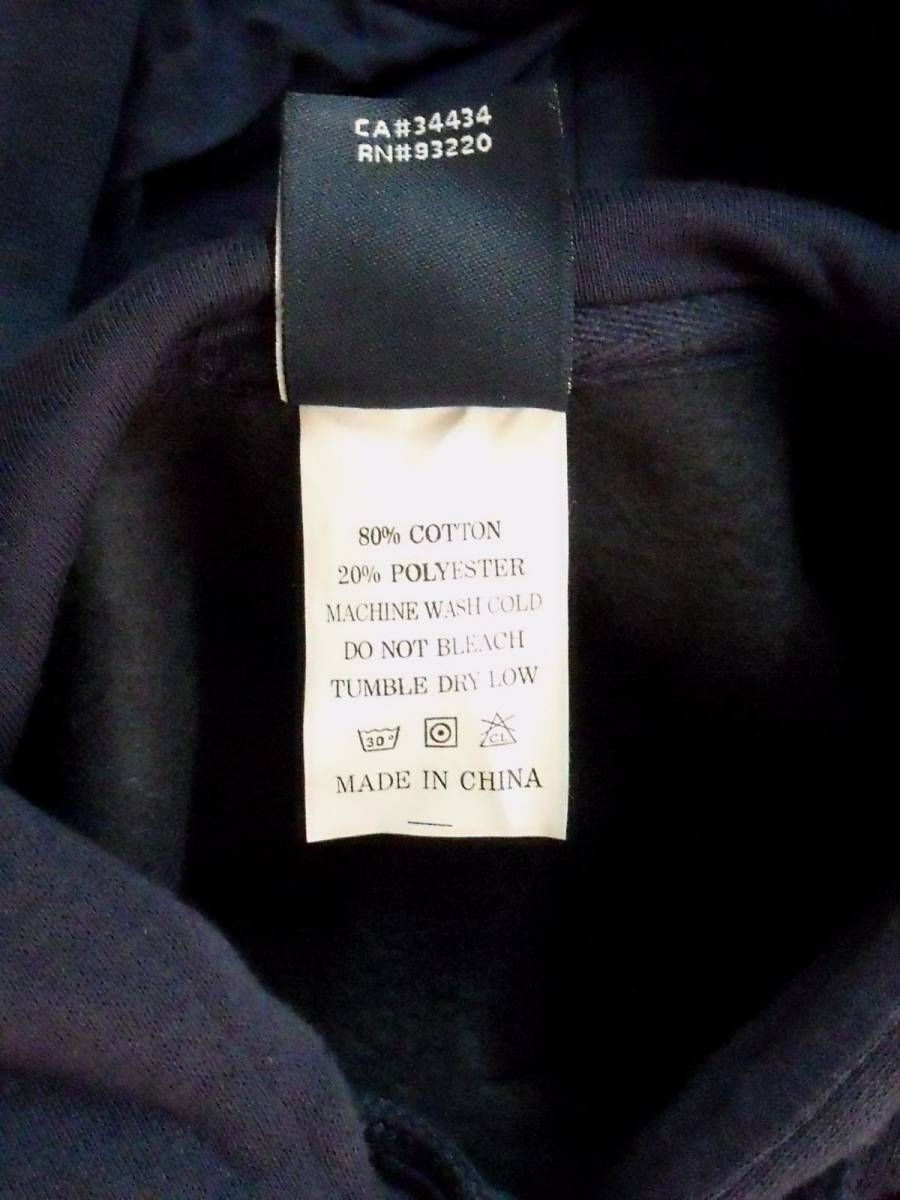 CA#34434
RN#93220
80% COTTON
20% POLYESTER
MACHINE WASH COLD
DO NOT BLEACH
TUMBLE DRY LOW
30° CL
MADE IN CHINA